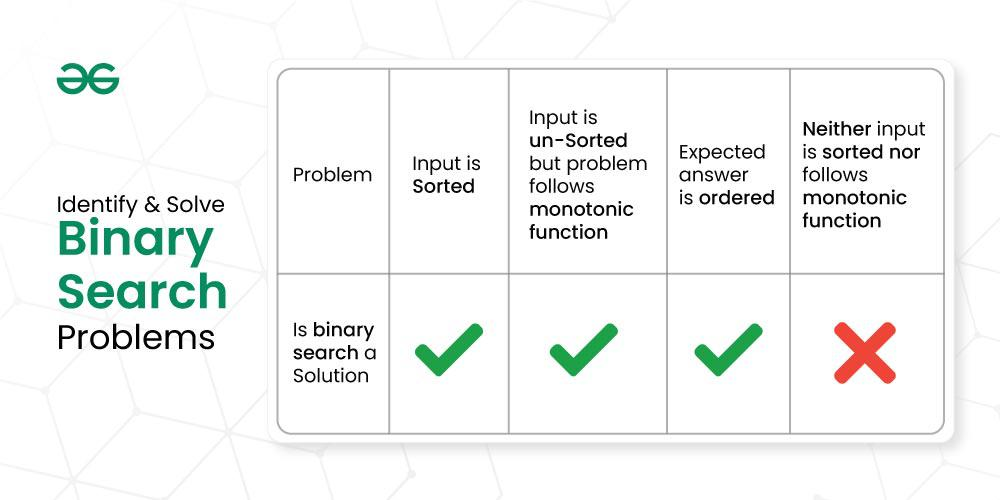 Identify & Solve
Binary
Search
Problems
Problem
Input is
Sorted
Input is
un-Sorted
but problem
follows
monotonic
function
Expected
answer
is ordered
Neither input
is sorted nor
follows
monotonic
function
Is binary
search a
Solution